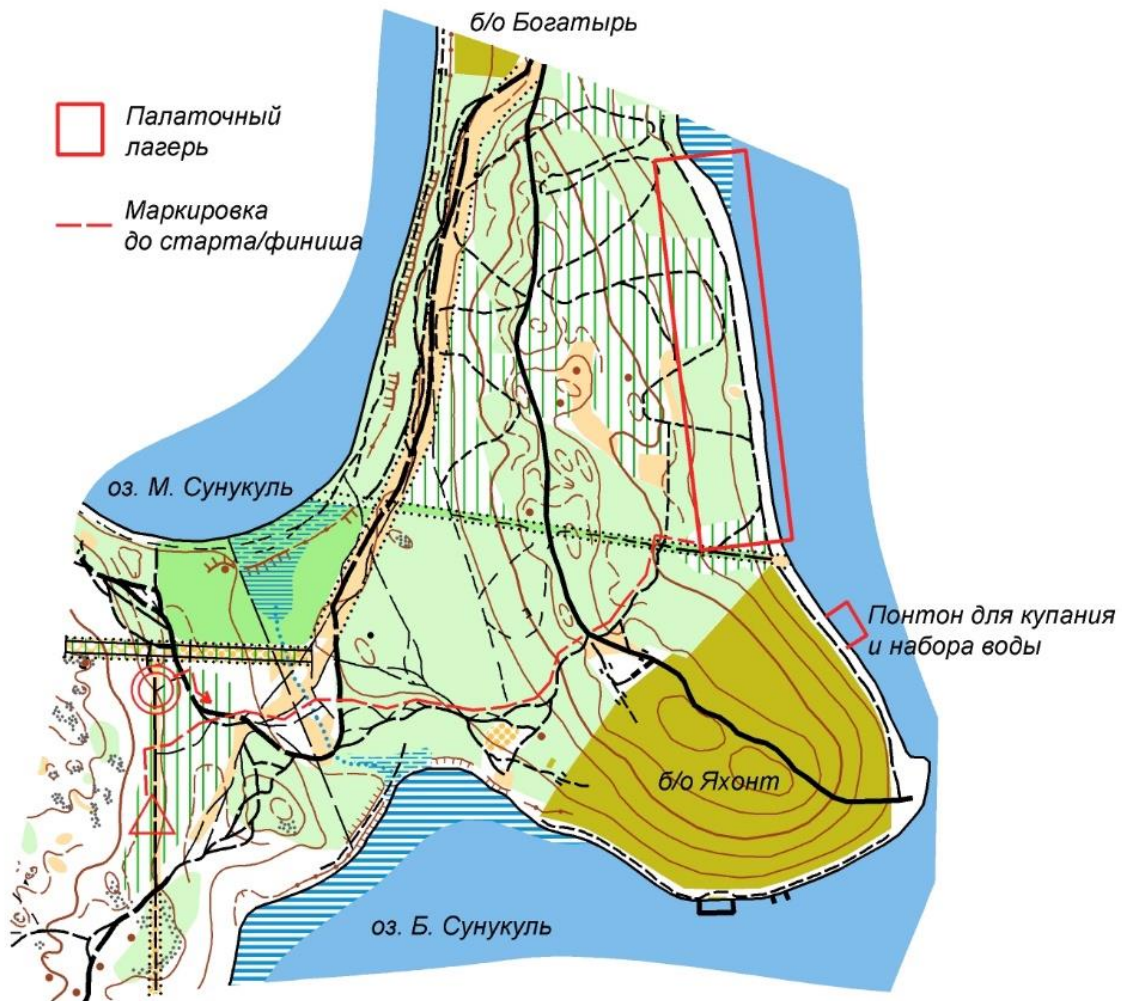 б/о Богатырь
Палаточный
лагерь
Маркировка
до старта/финиша
оз. М. Сунукуль
Понтон для купания
и набора воды
б/о Яхонт
оз. Б. Сунукуль